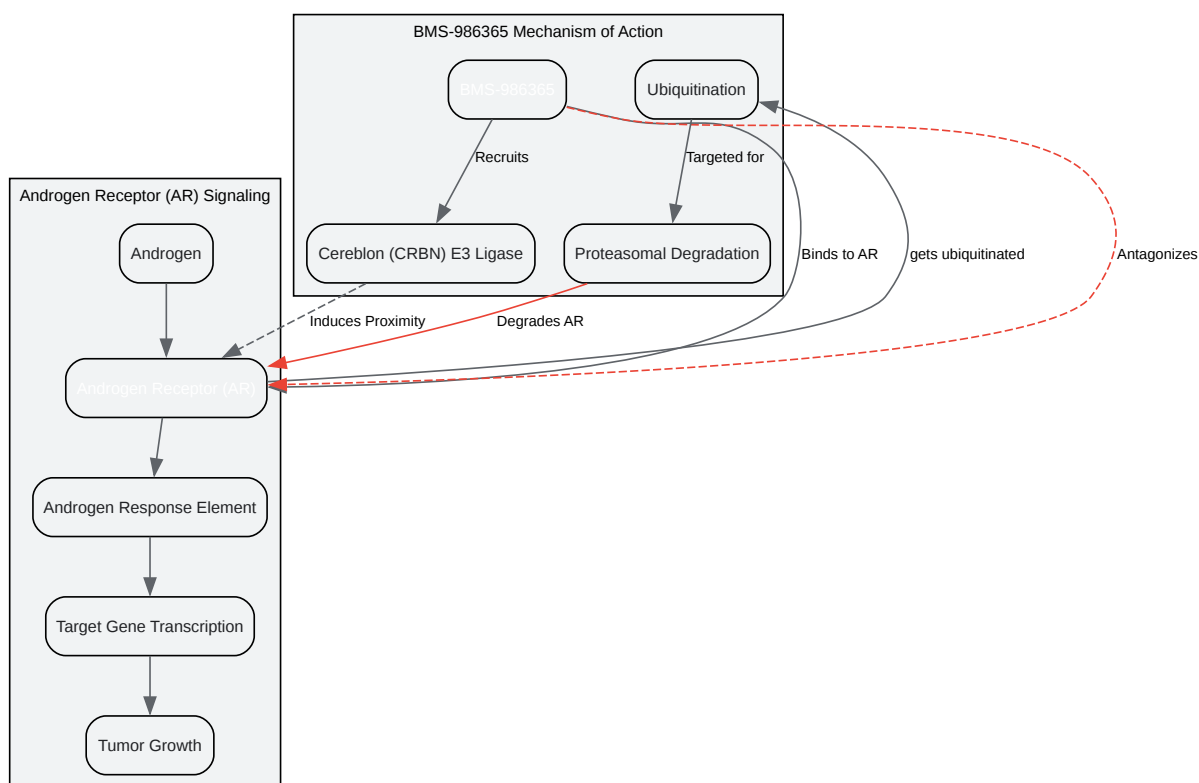 BMS-986365 Mechanism of Action
BMS-986365
Ubiquitination
Recruits
Targeted for
Androgen Receptor (AR) Signaling
Androgen
Cereblon (CRBN) E3 Ligase
Proteasomal Degradation
Binds to AR
gets ubiquitinated
Antagonizes
Induces Proximity
Degrades AR
Androgen Receptor (AR)
Androgen Response Element
Target Gene Transcription
Tumor Growth